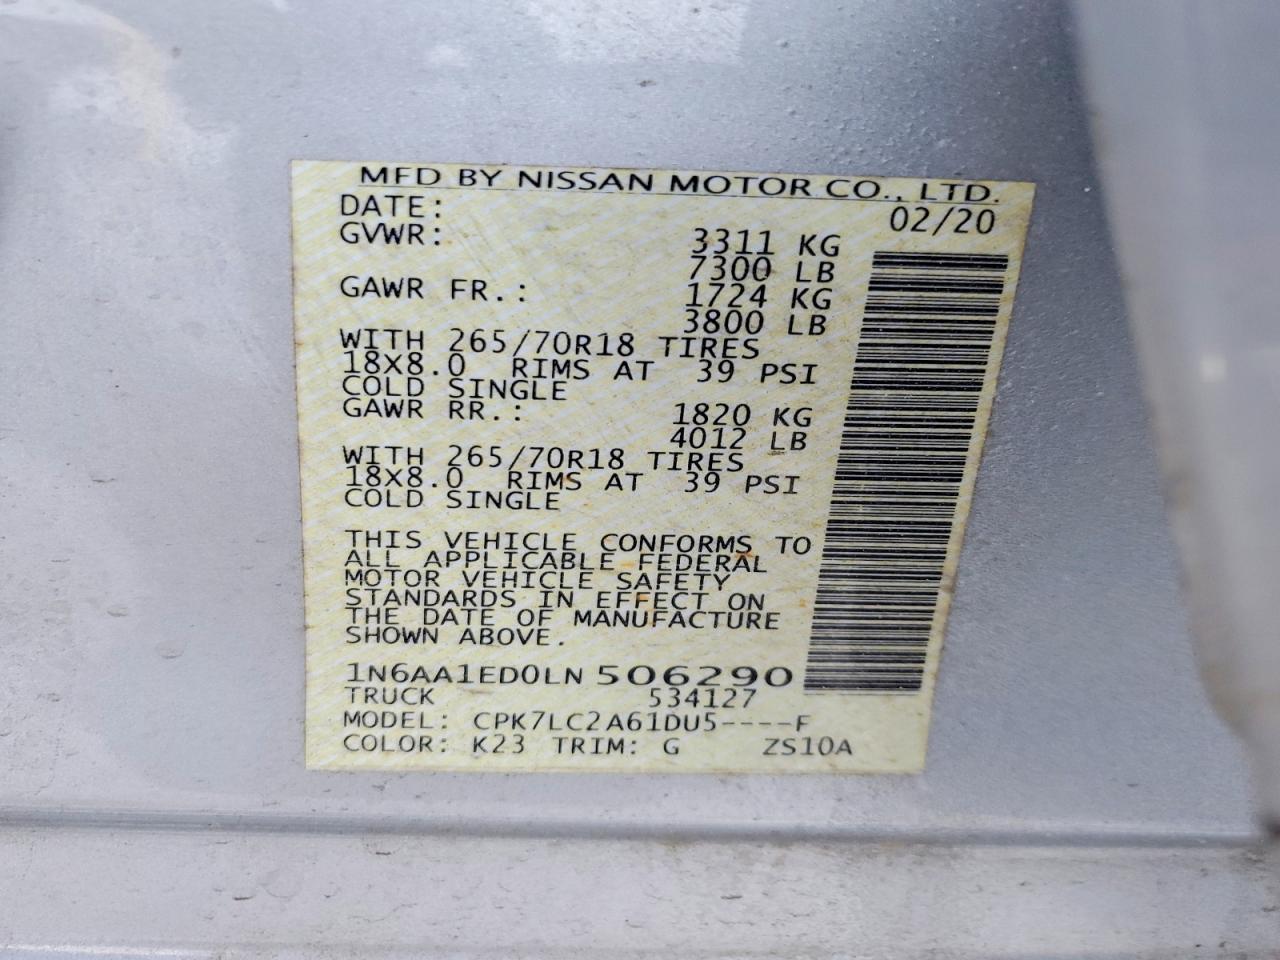 MFD BY NISSAN MOTOR CO., LTD.
DATE: 02/20
GVWR: 3311 KG
7300 LB
GAWR FR.: 1724 KG
3800 LB
WITH 265/70R18 TIRES
18X8.0 RIMS AT 39 PSI
COLD SINGLE
GAWR RR.: 1820 KG
4012 LB
WITH 265/70R18 TIRES
18X8.0 RIMS AT 39 PSI
COLD SINGLE
THIS VEHICLE CONFORMS TO
ALL APPLICABLE FEDERAL
MOTOR VEHICLE SAFETY
STANDARDS IN EFFECT ON
THE DATE OF MANUFACTURE
SHOWN ABOVE.
1N6AA1ED0LN 506290
TRUCK 534127
MODEL: CPK7LC2A61DU5----F
COLOR: K23 TRIM: G ZS10A